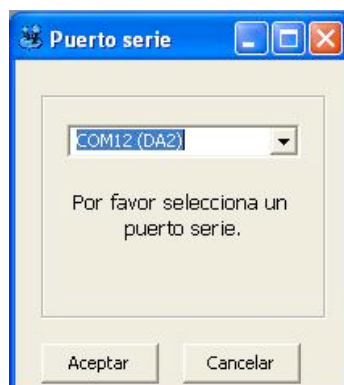 Puerto serie
COM12 (DA2)
Por favor selecciona un
puerto serie.
Aceptar
Cancelar